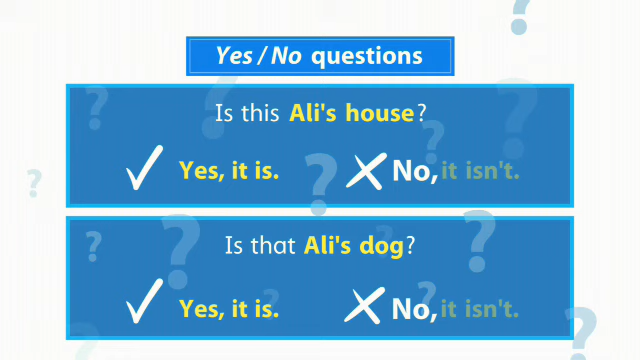 Yes / No questions
Is this Ali's house?
Yes, it is. No, it isn't.
Is that Ali's dog?
Yes, it is. No, it isn't.